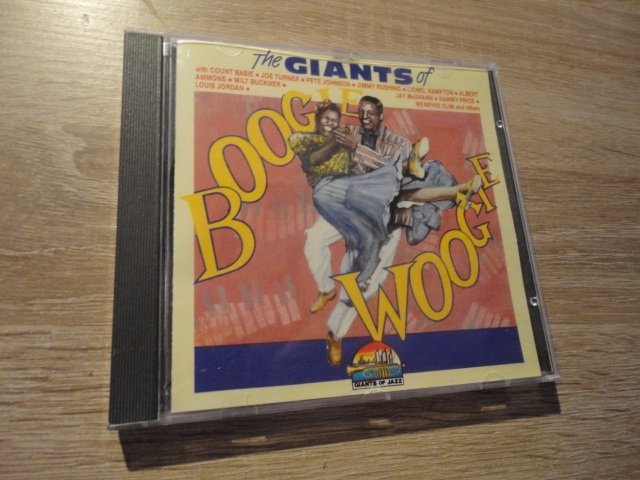 The GIANTS of
with COUNT BASIE • JOE TURNER • PETE JOHNSON • JIMMY RUSHING • LIONEL HAMPTON • ALBERT
AMMONS • MILT BUCKNER • JAY McSHANN • SAMMY PRICE •
LOUIS JORDAN • MEMPHIS SLIM and others
BOOGIE
WOOGIE
GIANTS OF JAZZ